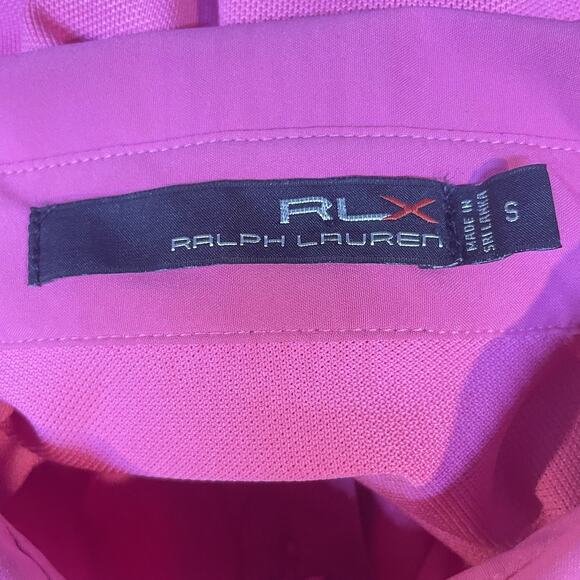 RLX
RALPH LAUREN
MADE IN
SRI LANKA
S